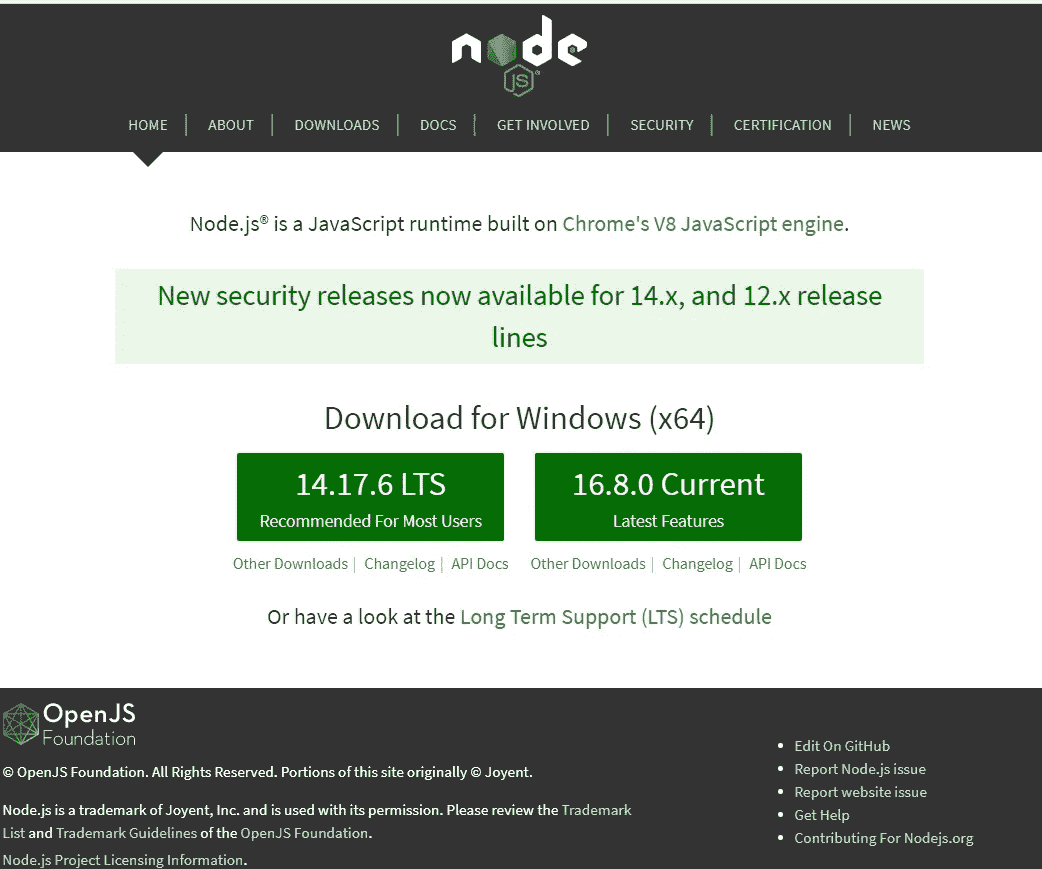 node
JS®
HOME | ABOUT | DOWNLOADS | DOCS | GET INVOLVED | SECURITY | CERTIFICATION | NEWS
Node.js® is a JavaScript runtime built on Chrome's V8 JavaScript engine.
New security releases now available for 14.x, and 12.x release
lines
Download for Windows (x64)
14.17.6 LTS
Recommended For Most Users
16.8.0 Current
Latest Features
Other Downloads | Changelog | API Docs
Other Downloads | Changelog | API Docs
Or have a look at the Long Term Support (LTS) schedule
OpenJS
Foundation
© OpenJS Foundation. All Rights Reserved. Portions of this site originally © Joyent.
Node.js is a trademark of Joyent, Inc. and is used with its permission. Please review the Trademark
List and Trademark Guidelines of the OpenJS Foundation.
Node.js Project Licensing Information.
Edit On GitHub
Report Node.js issue
Report website issue
Get Help
Contributing For Nodejs.org